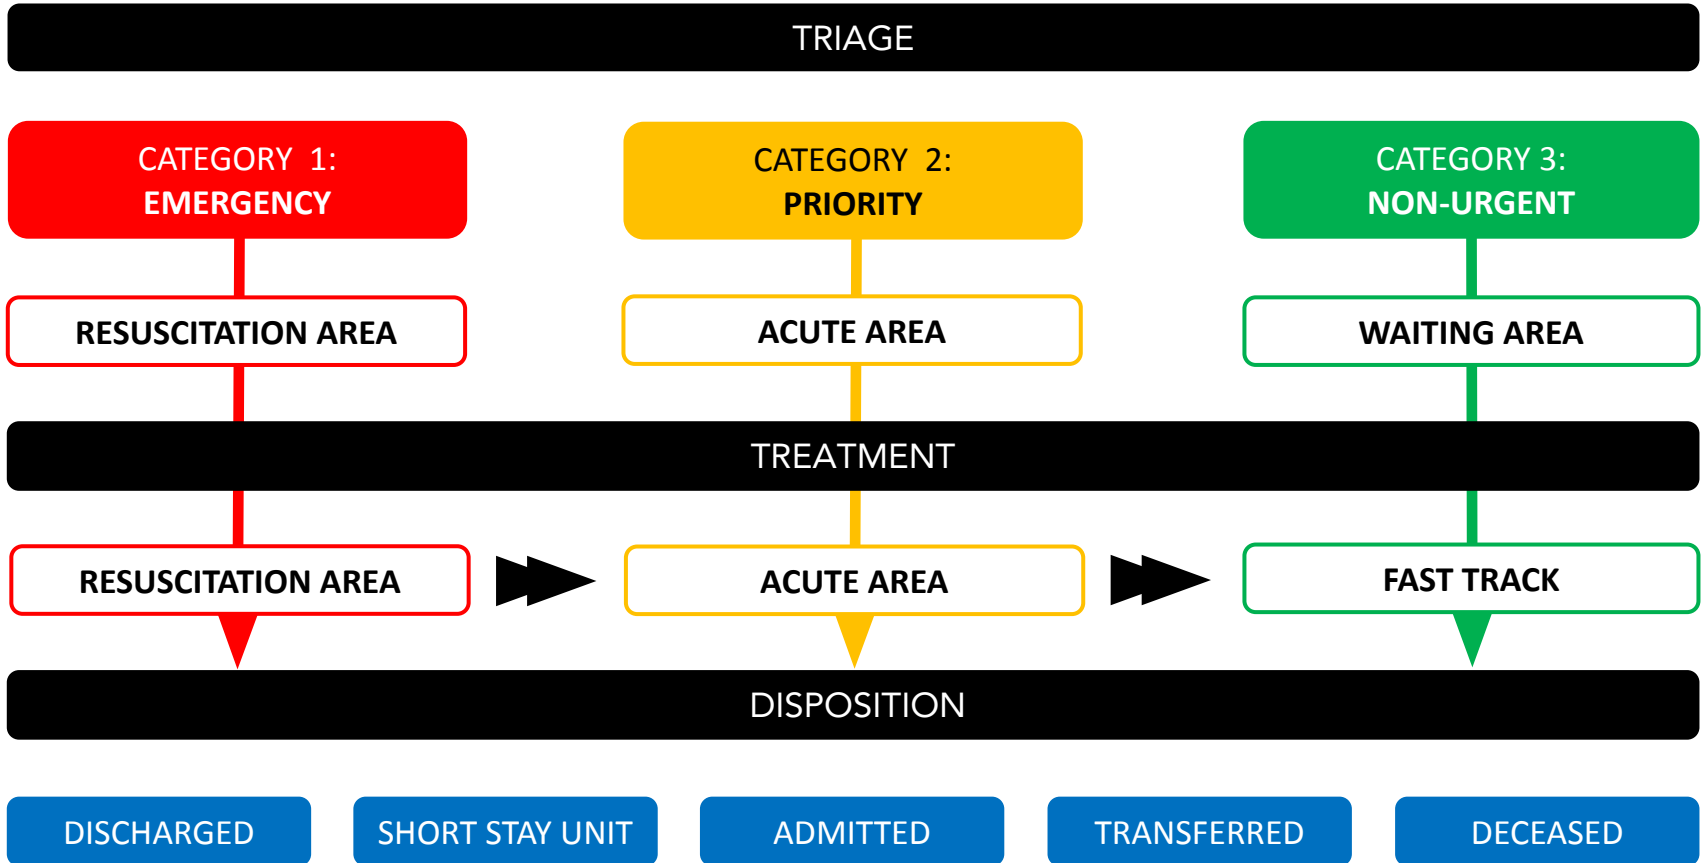 TRIAGE
CATEGORY 1:
EMERGENCY
CATEGORY 2:
PRIORITY
CATEGORY 3:
NON-URGENT
RESUSCITATION AREA
ACUTE AREA
WAITING AREA
TREATMENT
RESUSCITATION AREA
ACUTE AREA
FAST TRACK
DISPOSITION
DISCHARGED
SHORT STAY UNIT
ADMITTED
TRANSFERRED
DECEASED